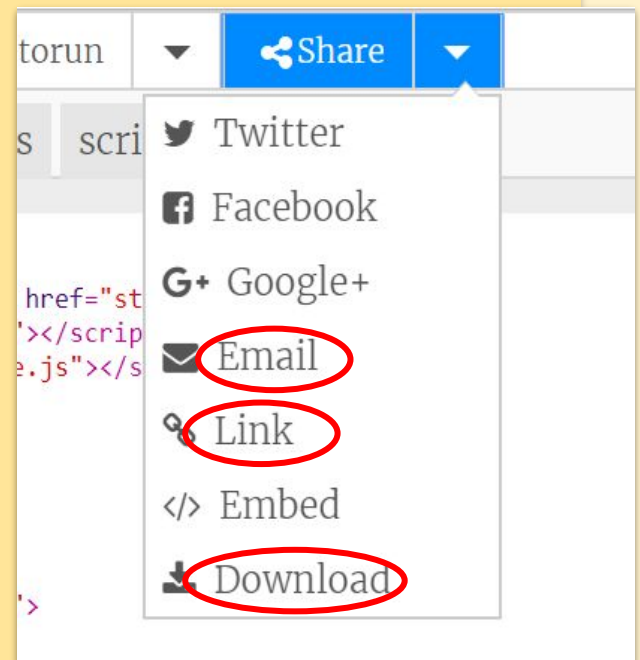 torun Share
s scri
Twitter
Facebook
G+ Google+
href="st
"></scrip
Email
e.js"></s
Link
</> Embed
Download
">